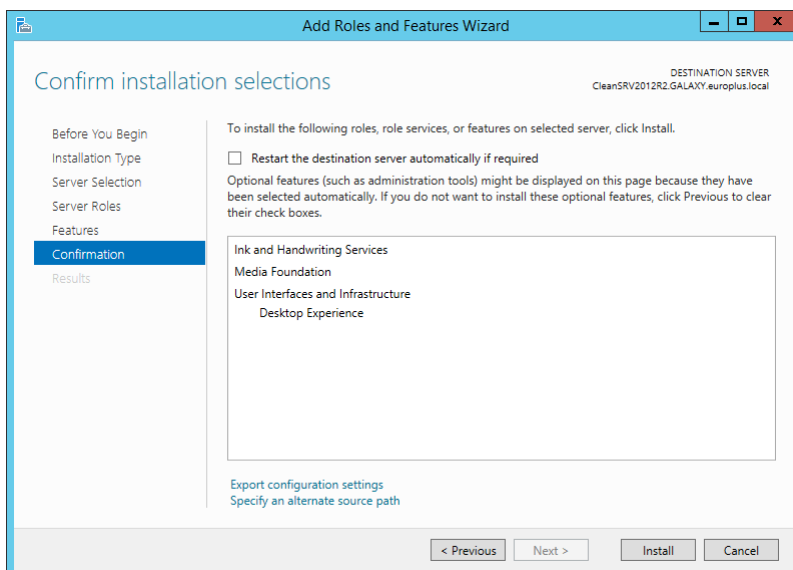 Add Roles and Features Wizard
Confirm installation selections
DESTINATION SERVER
CleanSRV2012R2.GALAXY.europlus.local
Before You Begin
Installation Type
Server Selection
Server Roles
Features
Confirmation
Results
To install the following roles, role services, or features on selected server, click Install.
Restart the destination server automatically if required
Optional features (such as administration tools) might be displayed on this page because they have
been selected automatically. If you do not want to install these optional features, click Previous to clear
their check boxes.
Ink and Handwriting Services
Media Foundation
User Interfaces and Infrastructure
Desktop Experience
Export configuration settings
Specify an alternate source path
< Previous
Next >
Install
Cancel